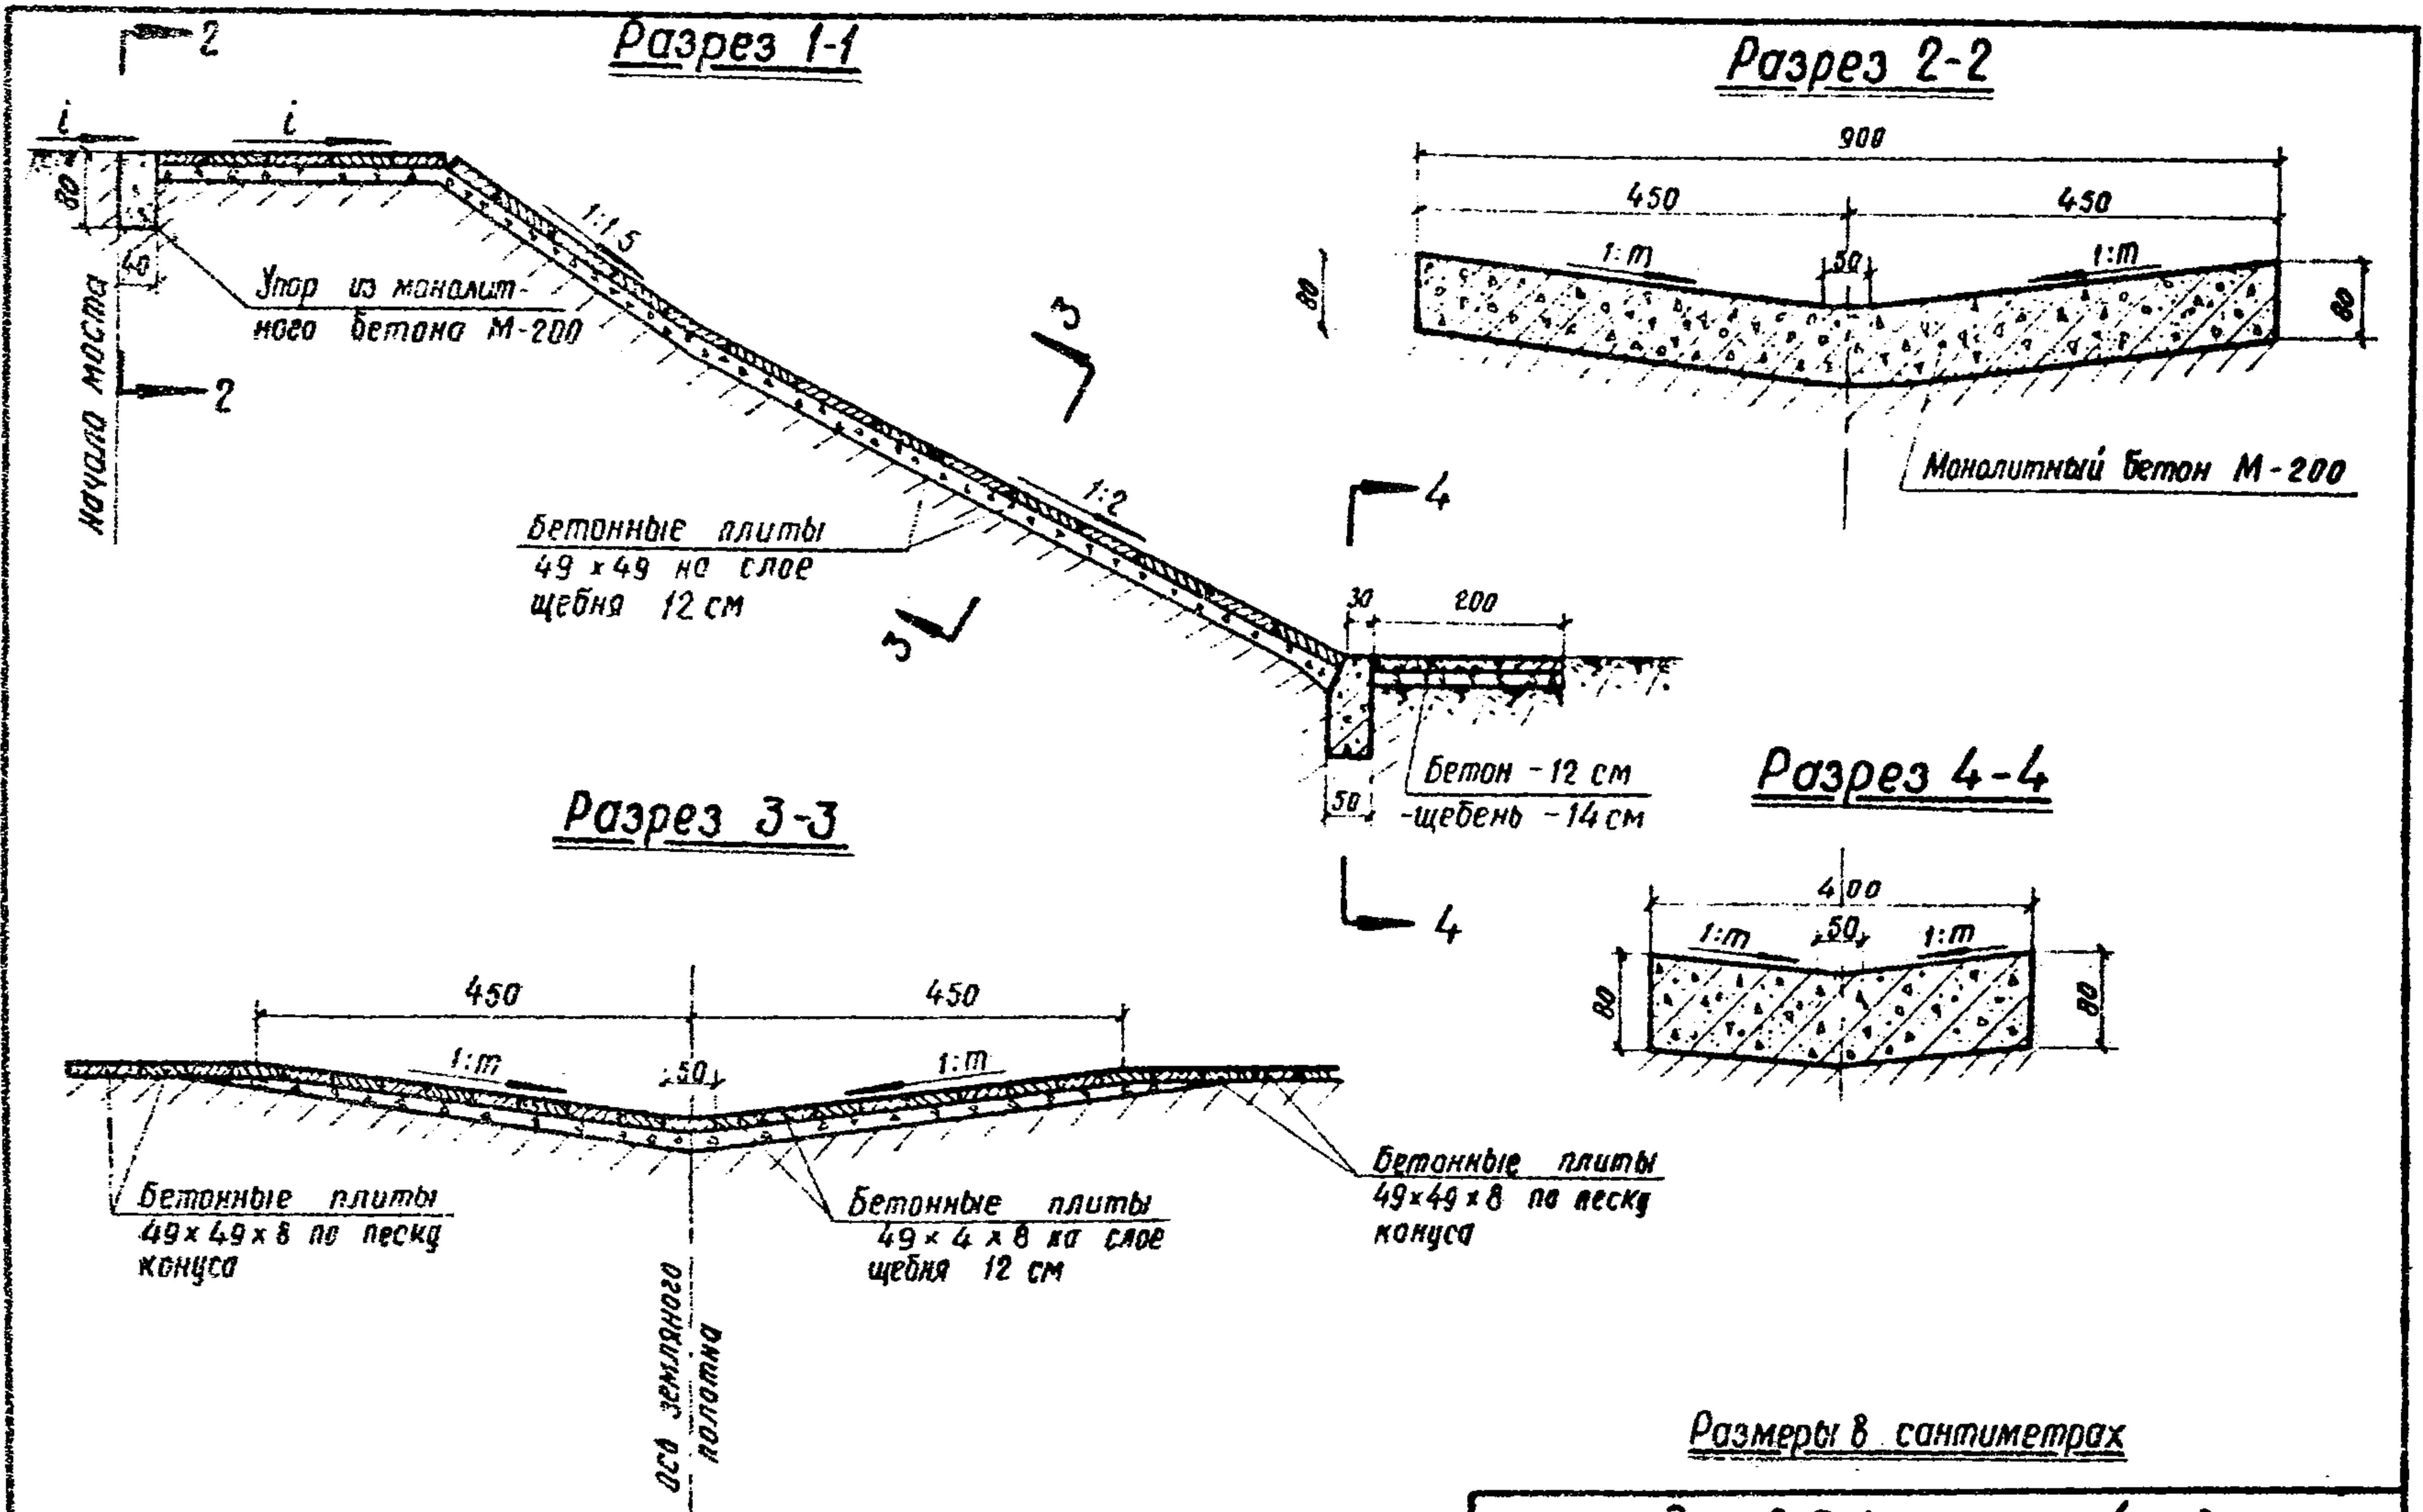 Разрез 1-1
2
i
i
80
40
1:1.5
Упор из монолит-
ного бетона М-200
2
начало моста
3
1:2
Бетонные плиты
49 x 49 на слое
щебня 12 см
3
4
30
200
50
Бетон - 12 см
-щебень - 14 см
4
Разрез 2-2
900
450
450
1:m
50
1:m
80
80
Монолитный бетон М-200
Разрез 3-3
450
450
1:m
50
1:m
Бетонные плиты
49 x 49 x 8 по песку
конуса
Бетонные плиты
49 x 4 x 8 на слое
щебня 12 см
Бетонные плиты
49 x 49 x 8 по песку
конуса
ось земляного
полотна
Разрез 4-4
400
1:m
50
1:m
80
80
Размеры в сантиметрах